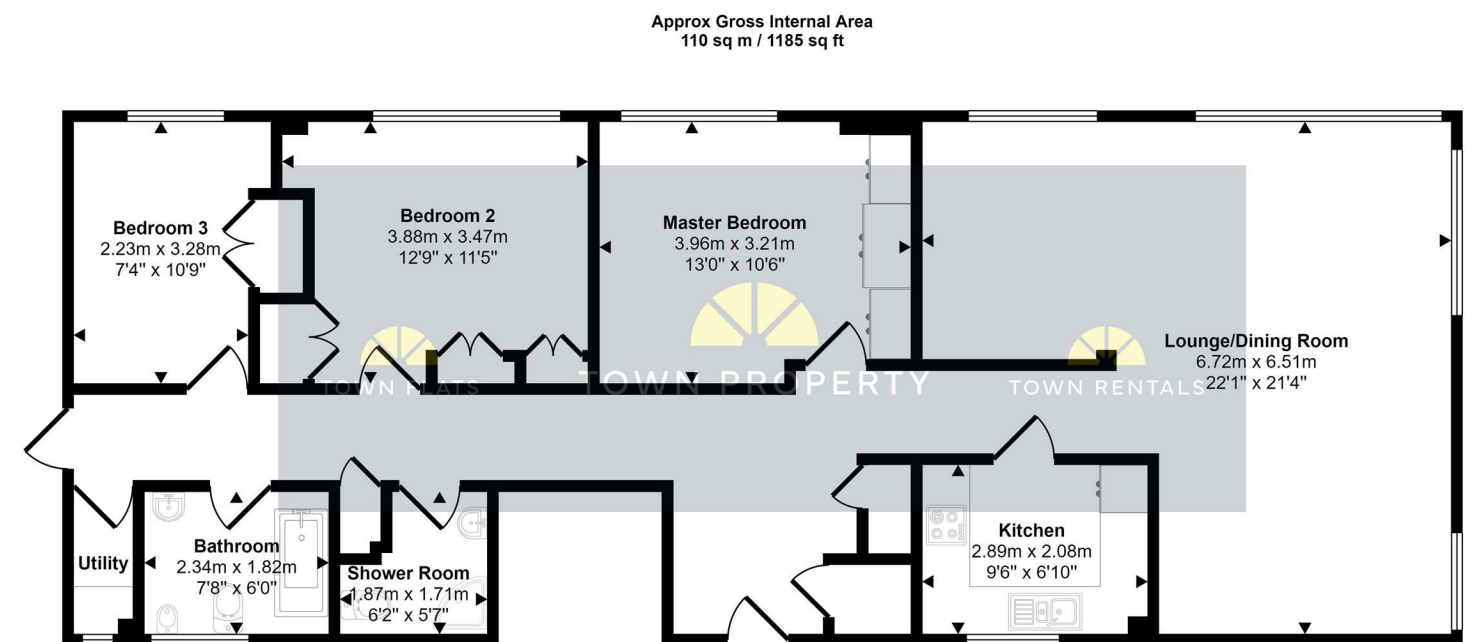 Approx Gross Internal Area
110 sq m / 1185 sq ft
Bedroom 3
2.23m x 3.28m
7'4" x 10'9"
Bedroom 2
3.88m x 3.47m
12'9" x 11'5"
Master Bedroom
3.96m x 3.21m
13'0" x 10'6"
Lounge/Dining Room
6.72m x 6.51m
22'1" x 21'4"
TOWN FLATS
TOWN PROPERTY
TOWN RENTALS
Utility
Bathroom
2.34m x 1.82m
7'8" x 6'0"
Shower Room
1.87m x 1.71m
6'2" x 5'7"
Kitchen
2.89m x 2.08m
9'6" x 6'10"